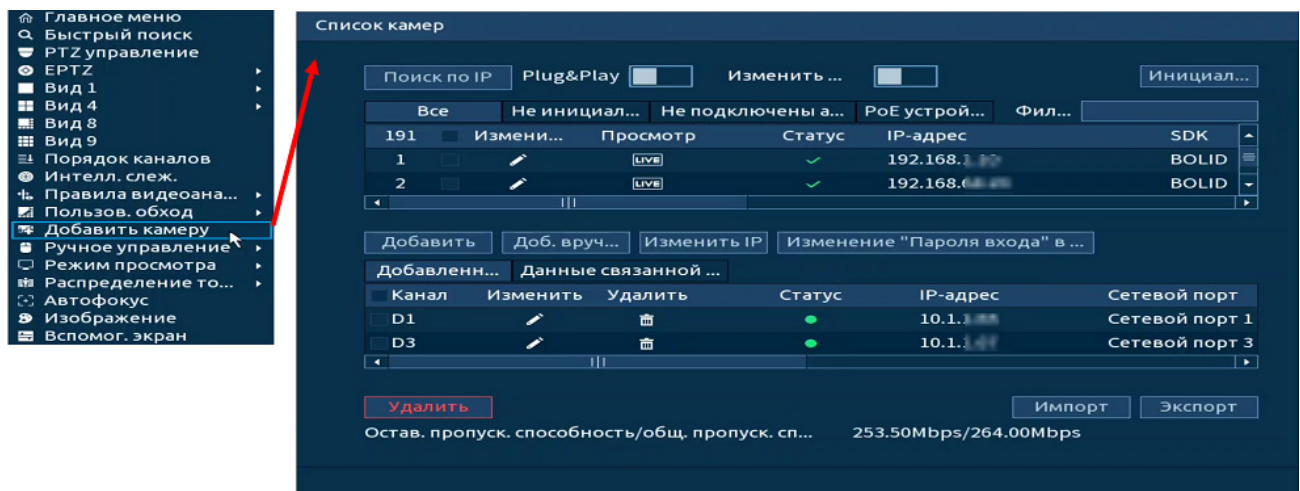 Главное меню
Быстрый поиск
PTZ управление
EPTZ
Вид 1
Вид 4
Вид 8
Вид 9
Порядок каналов
Интелл. слеж.
Правила видеоана...
Пользов. обход
Добавить камеру
Ручное управление
Режим просмотра
Распределение то...
Автофокус
Изображение
Вспомог. экран
Список камер
Поиск по IP Plug&Play Изменить ... Инициал...
Все Не инициал... Не подключены а... PoE устрой... Фил...
191 Измени... Просмотр Статус IP-адрес SDK
1 LIVE 192.168. BOLID
2 LIVE 192.168. BOLID
Добавить Доб. вруч... Изменить IP Изменение "Пароля входа" в ...
Добавленн... Данные связанной ...
Канал Изменить Удалить Статус IP-адрес Сетевой порт
D1 10.1. Сетевой порт 1
D3 10.1. Сетевой порт 3
Удалить Импорт Экспорт
Остав. пропуск. способность/общ. пропуск. сп... 253.50Mbps/264.00Mbps